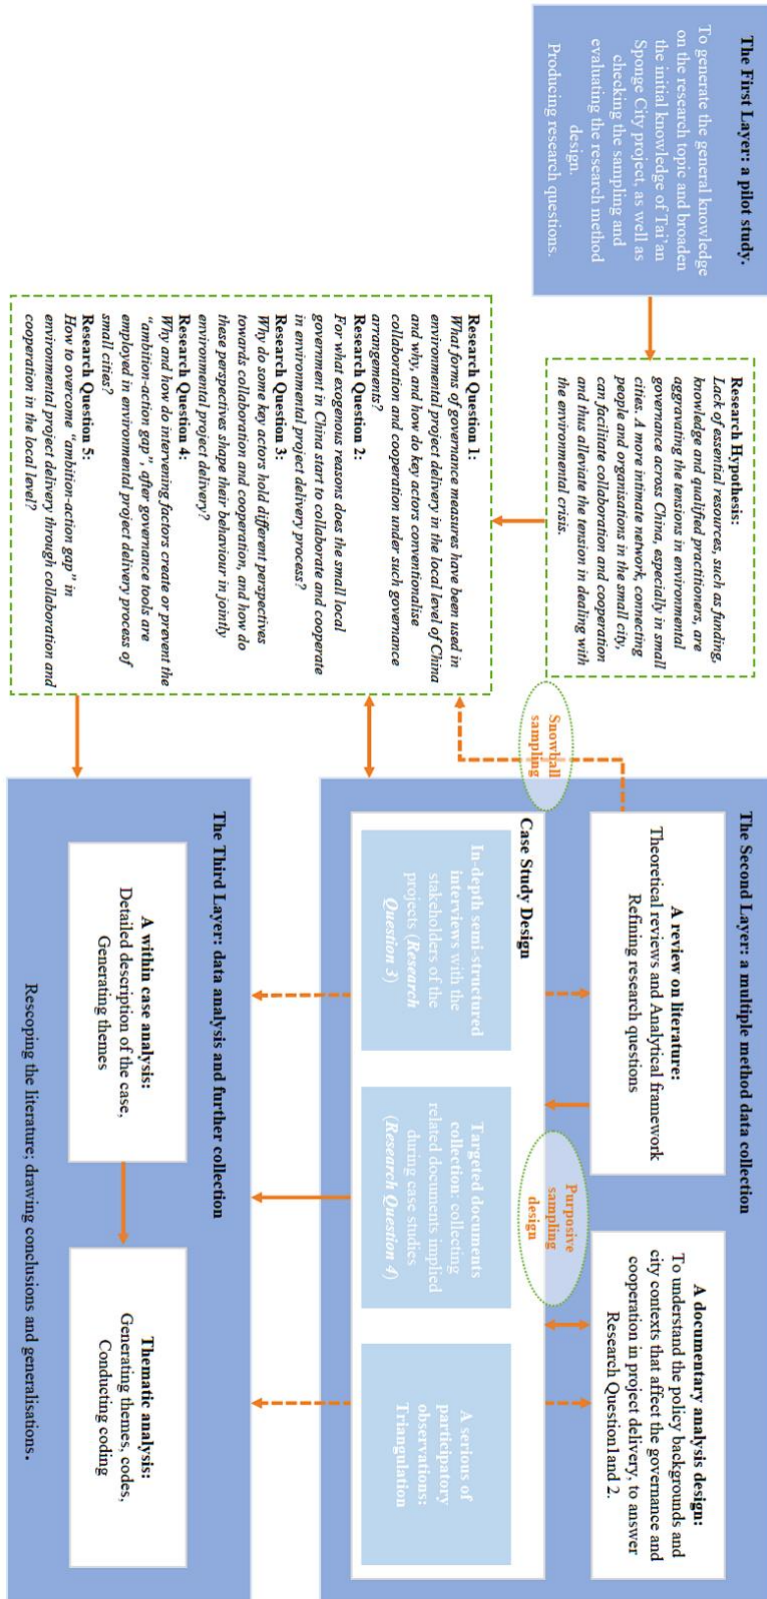 The First Layer: a pilot study.
To generate the general knowledge
on the research topic and broaden
the initial knowledge of Tai’an
Sponge City project, as well as
checking the sampling and
evaluating the research method
design.
Producing research questions.
Research Hypothesis:
Lack of essential resources, such as funding,
knowledge and qualified practitioners, are
aggravating the tensions in environmental
governance across China, especially in small
cities. A more intimate network, connecting
people and organisations in the small city,
can facilitate collaboration and cooperation
and thus alleviate the tension in dealing with
the environmental crisis.
Research Question 1:
What forms of governance measures have been used in
environmental project delivery in the local level of China
and why, and how do key actors conventionalise
collaboration and cooperation under such governance
arrangements?
Research Question 2:
For what exogenous reasons does the small local
government in China start to collaborate and cooperate
in environmental project delivery process?
Research Question 3:
Why do some key actors hold different perspectives
towards collaboration and cooperation, and how do
these perspectives shape their behaviour in jointly
environmental project delivery?
Research Question 4:
Why and how do intervening factors create or prevent the
“ambition-action gap”, after governance tools are
employed in environmental project delivery process of
small cities?
Research Question 5:
How to overcome “ambition-action gap” in
environmental project delivery through collaboration and
cooperation in the local level?
Snowball
sampling
The Second Layer: a multiple method data collection
A review on literature:
Theoretical reviews and Analytical framework
Refining research questions
A documentary analysis design:
To understand the policy backgrounds and
city contexts that affect the governance and
cooperation in project delivery, to answer
Research Question1and 2.
Purposive
sampling
design
Case Study Design
In-depth semi-structured
interviews with the
stakeholders of the
projects (Research
Question 3)
Targeted documents
collection: collecting
related documents implied
during case studies
(Research Question 4)
A serious of
participatory
observations:
Triangulation
The Third Layer: data analysis and further collection
A within case analysis:
Detailed description of the case,
Generating themes
Thematic analysis:
Generating themes, codes,
Conducting coding
Rescoping the literature; drawing conclusions and generalisations.